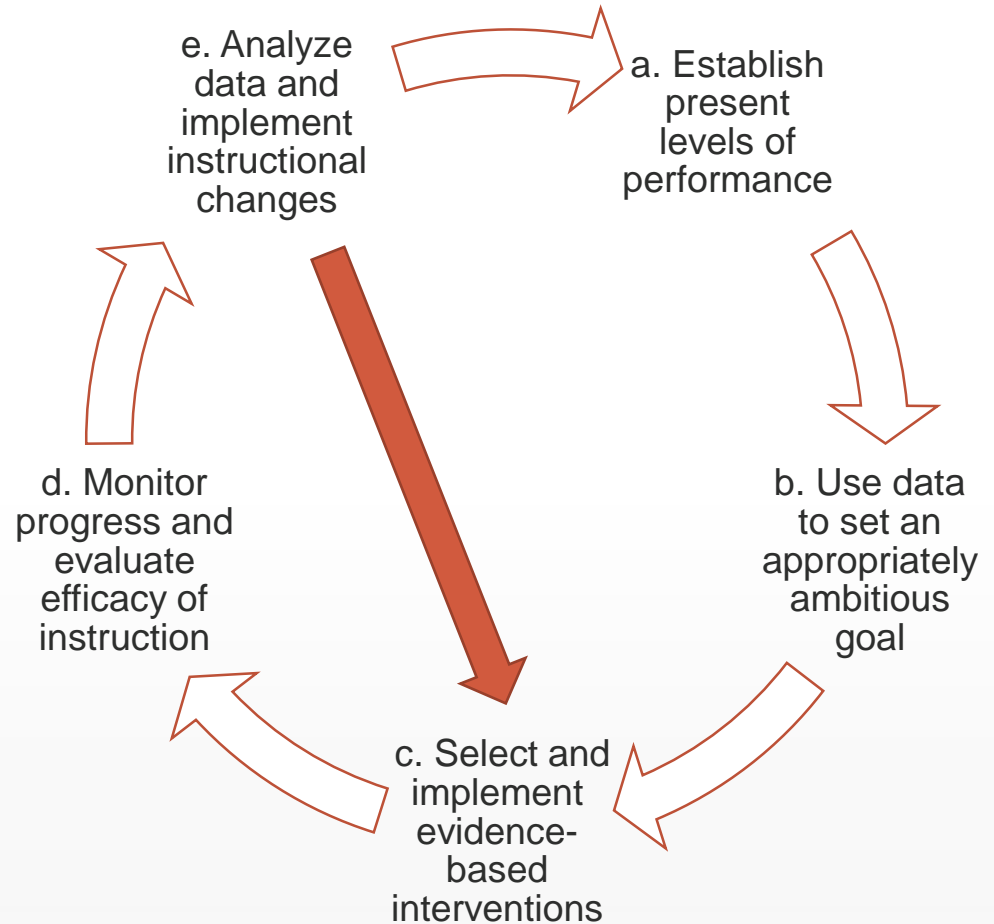 a. Establish
present
levels of
performance
b. Use data
to set an
appropriately
ambitious
goal
c. Select and
implement
evidence-
based
interventions
d. Monitor
progress and
evaluate
efficacy of
instruction
e. Analyze
data and
implement
instructional
changes